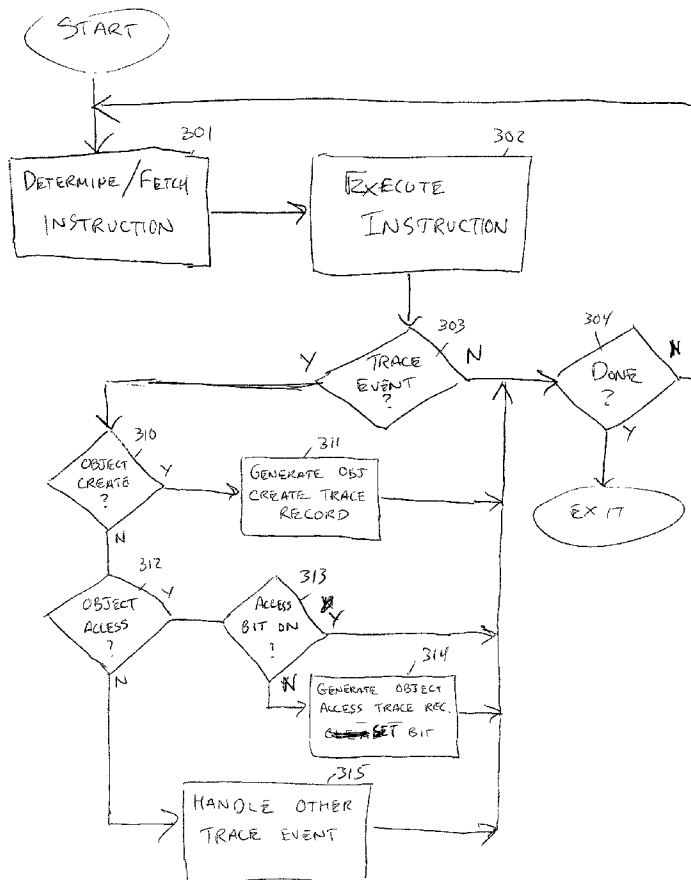 START
301
DETERMINE/FETCH
INSTRUCTION
302
EXECUTE
INSTRUCTION
303
TRACE
EVENT
?
Y
N
304
DONE
?
N
Y
EXIT
310
OBJECT
CREATE
?
Y
N
311
GENERATE OBJ
CREATE TRACE
RECORD
312
OBJECT
ACCESS
?
Y
N
313
ACCESS
BIT ON
?
Y
N
314
GENERATE OBJECT
ACCESS TRACE REC.
SET BIT
315
HANDLE OTHER
TRACE EVENT